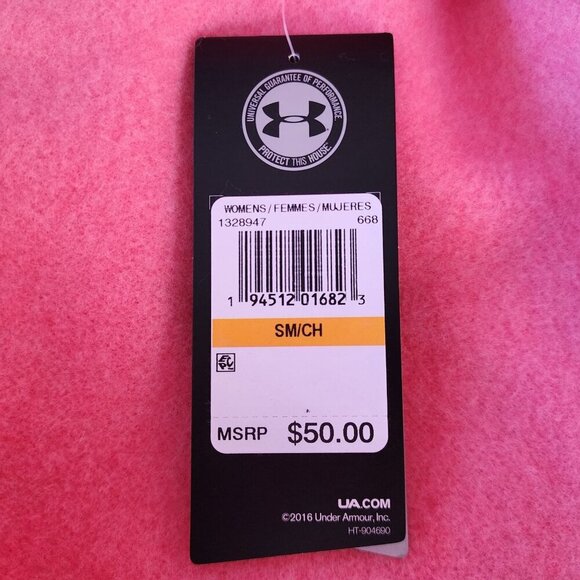 UNIVERSAL GUARANTEE OF PERFORMANCE
PROTECT THIS HOUSE
WOMENS/FEMMES/MUJERES
1328947 668
1 94512 01682 3
SM/CH
EPC
MSRP $50.00
UA.COM
©2016 Under Armour, Inc.
HT-904690